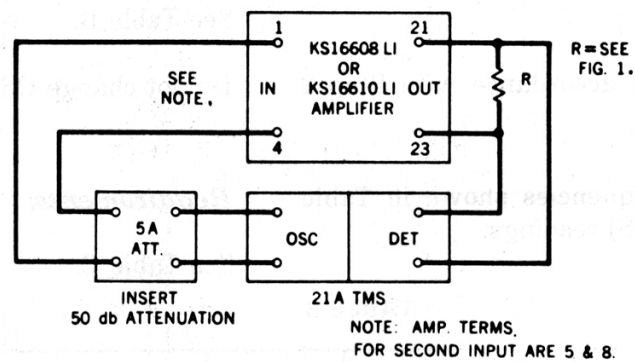 1
21
KS16608 LI
OR
KS16610 LI
AMPLIFIER
IN
OUT
4
23
SEE
NOTE.
R
R=SEE
FIG. 1.
5A
ATT.
OSC
DET
INSERT
50 db ATTENUATION
21A TMS
NOTE: AMP. TERMS.
FOR SECOND INPUT ARE 5 & 8.